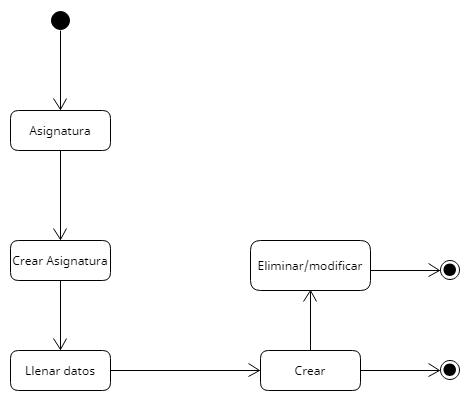 Asignatura
Crear Asignatura
Eliminar/modificar
Llenar datos
Crear